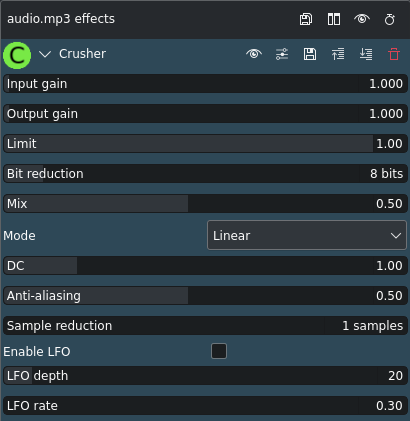 audio.mp3 effects
C Crusher
Input gain 1.000
Output gain 1.000
Limit 1.00
Bit reduction 8 bits
Mix 0.50
Mode Linear
DC 1.00
Anti-aliasing 0.50
Sample reduction 1 samples
Enable LFO
LFO depth 20
LFO rate 0.30